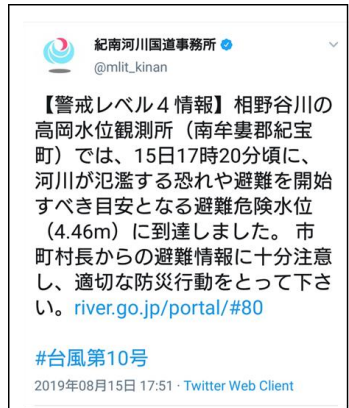 紀南河川国道事務所
@mlit_kinan
【警戒レベル４情報】相野谷川の
高岡水位観測所（南牟婁郡紀宝
町）では、15日17時20分頃に、
河川が氾濫する恐れや避難を開始
すべき目安となる避難危険水位
（4.46m）に到達しました。 市
町村長からの避難情報に十分注意
し、適切な防災行動をとって下さ
い。river.go.jp/portal/#80
#台風第10号
2019年08月15日 17:51 · Twitter Web Client